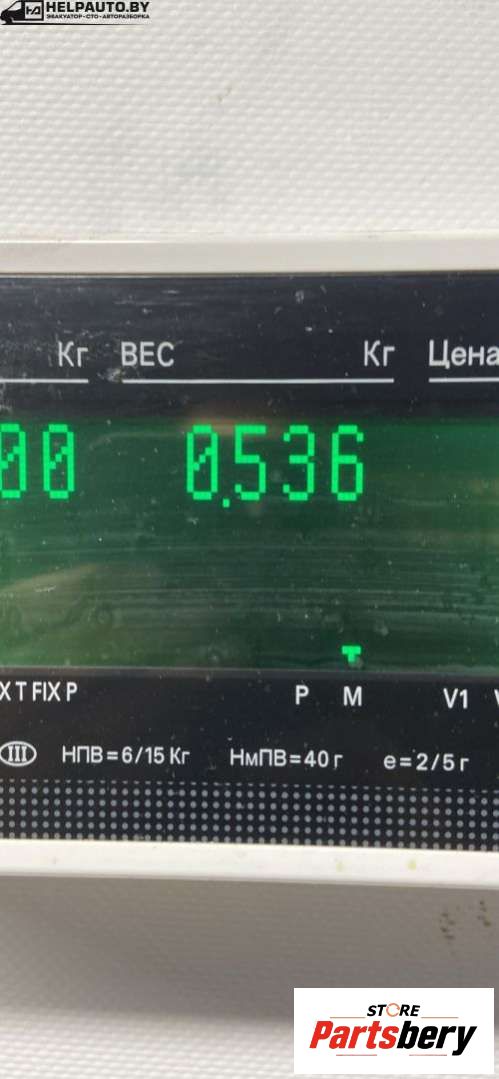 HELPAUTO.BY
ЭВАКУАТОР-СТО-АВТОРАЗБОРКА
Кг ВЕС Кг Цена
00 0.536
X T FIX P P M V1
III НПВ=6/15 Кг НмПВ=40 г e=2/5 г
STORE
Partsbery